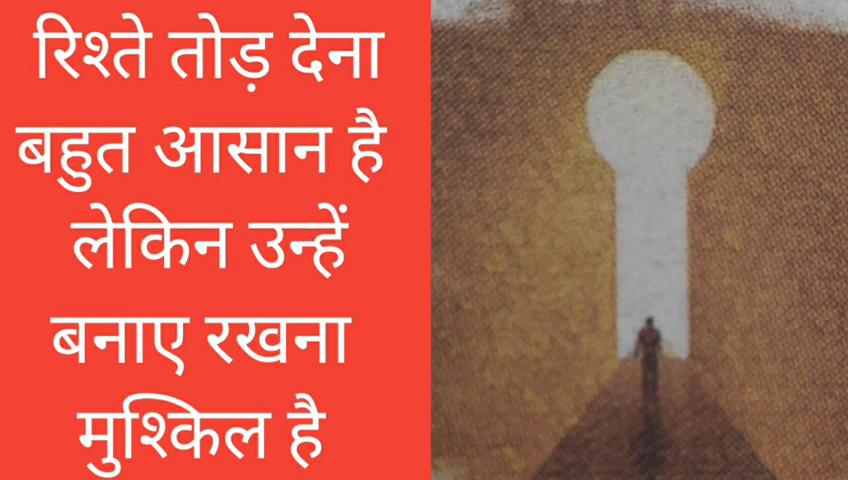 रिश्ते तोड़ देना
बहुत आसान है
लेकिन उन्हें
बनाए रखना
मुश्किल है